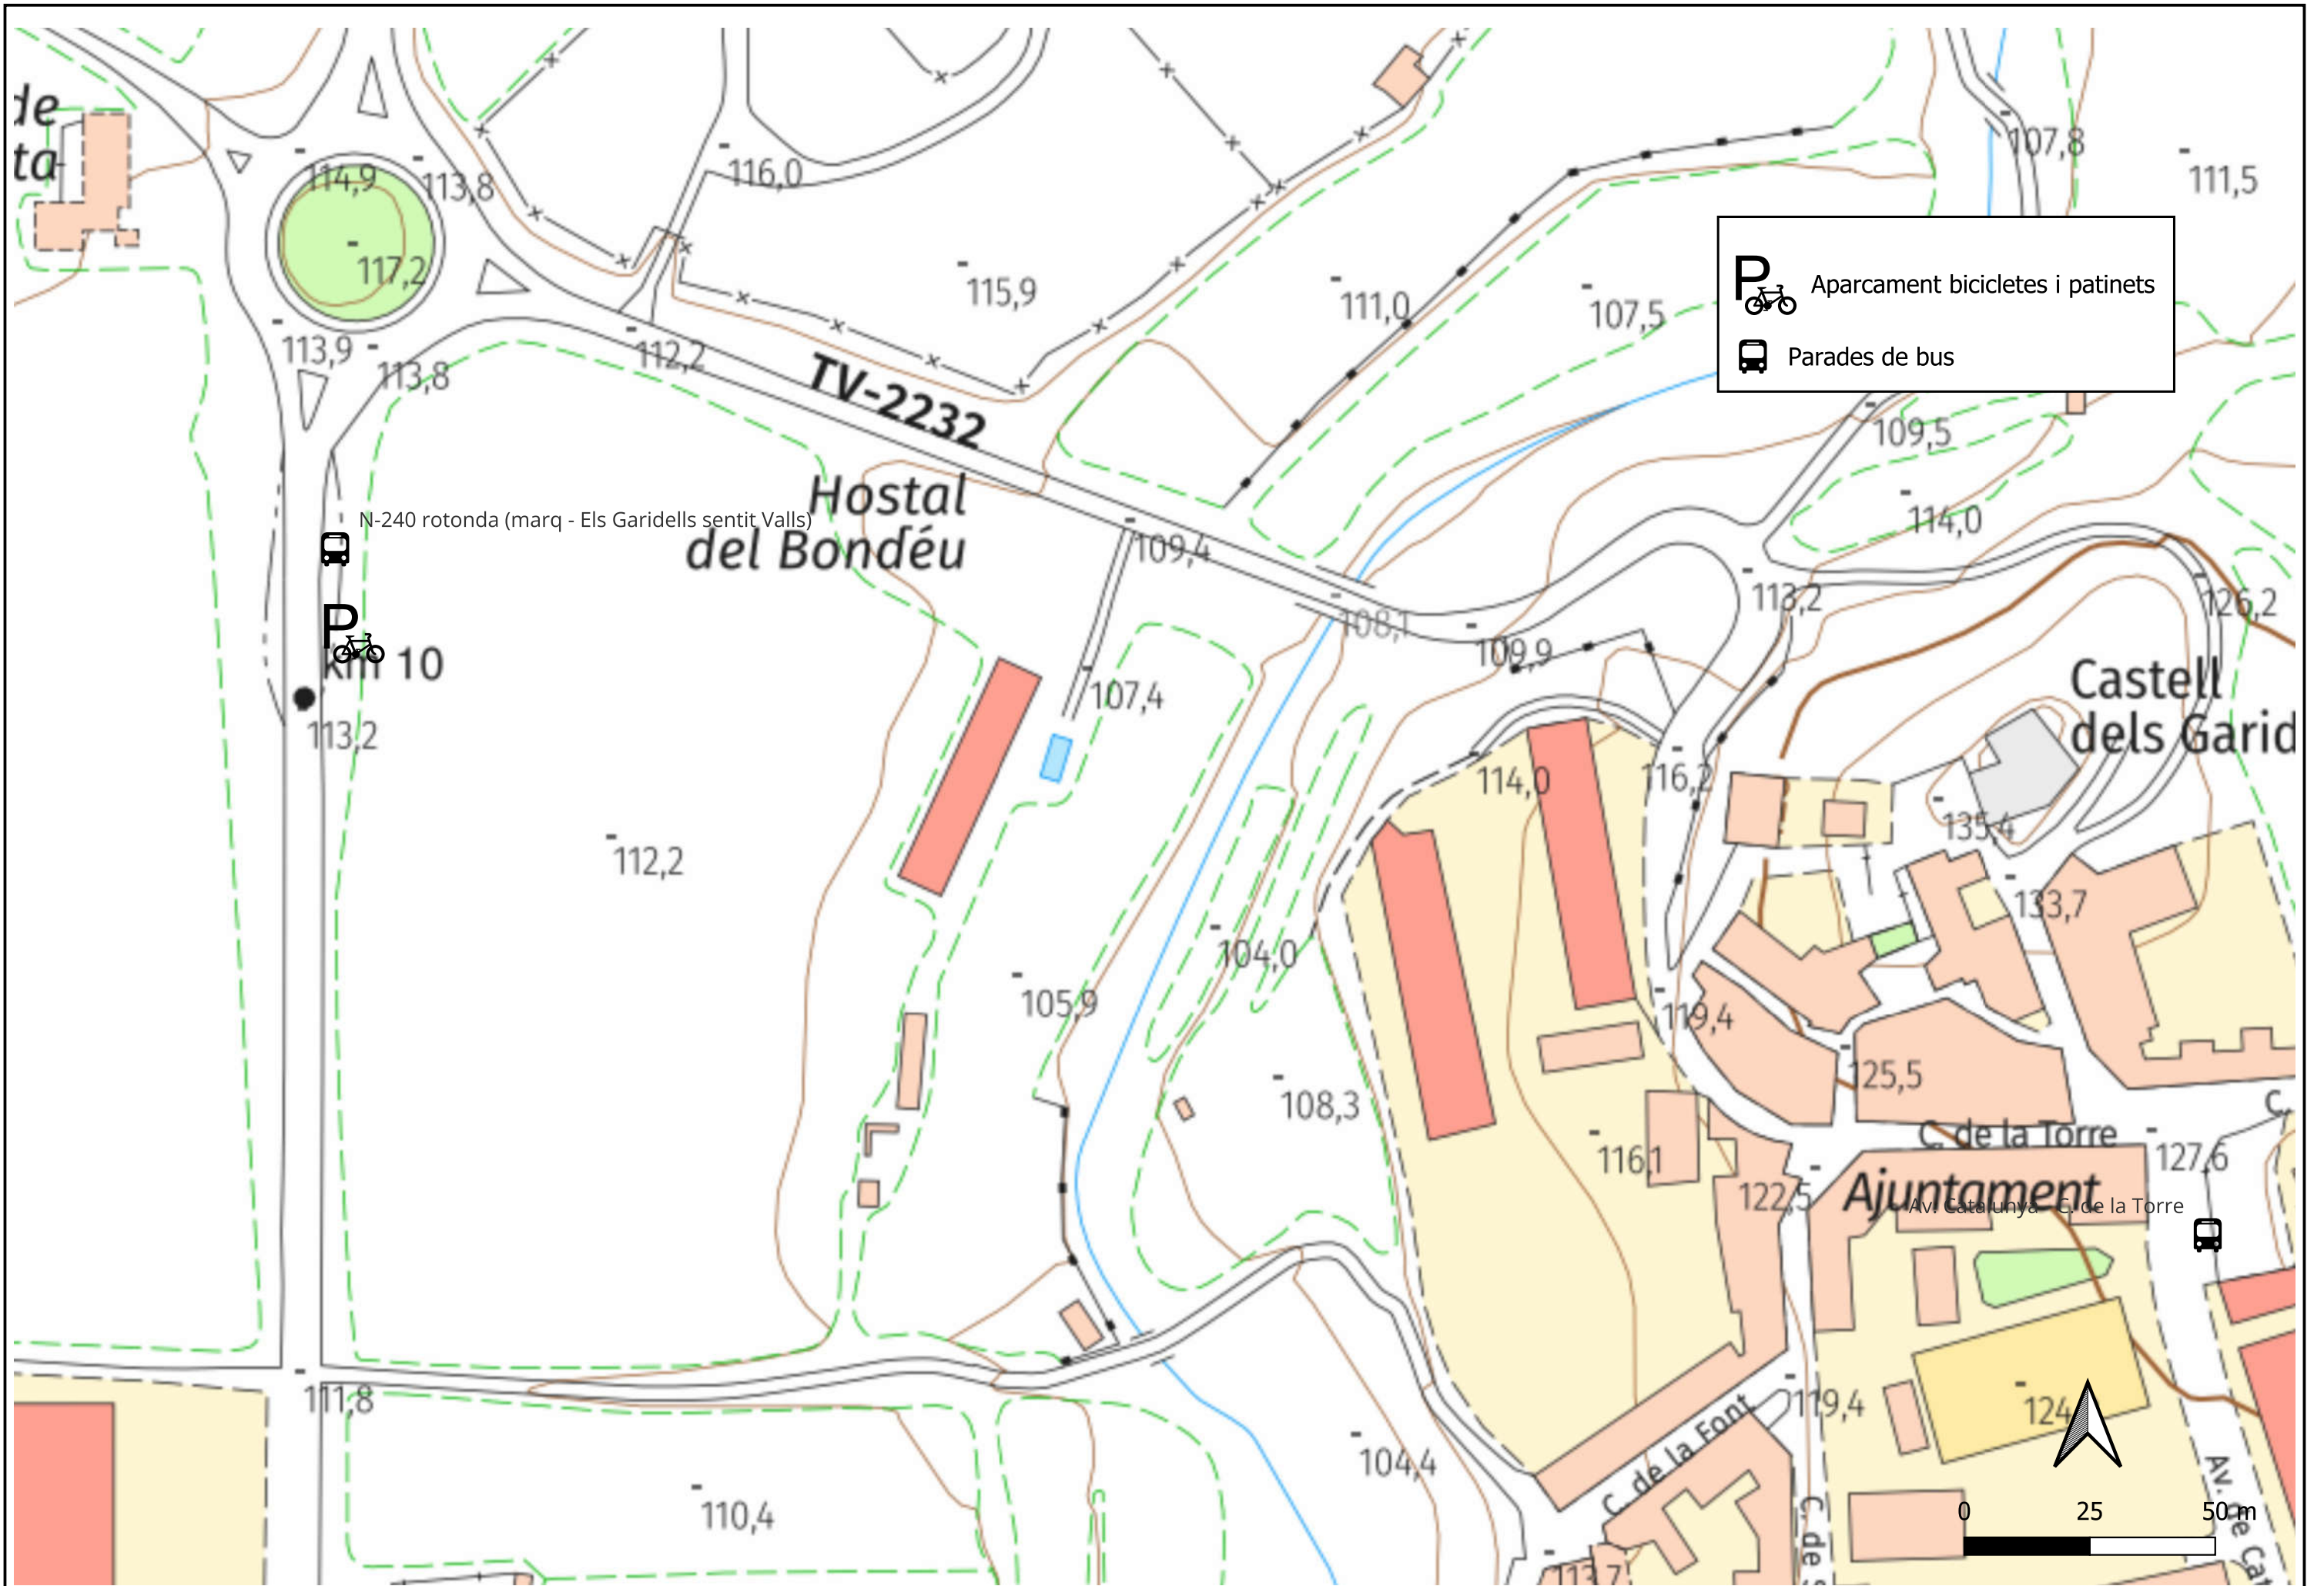 de
ta
114,9
113,8
116,0
107,8
111,5
117,2
115,9
111,0
107,5
Aparcament bicicletes i patinets
Parades de bus
113,9
113,8
112,2
TV-2232
109,5
Hostal
del Bondéu
N-240 rotonda (marq - Els Garidells sentit Valls)
109,4
114,0
113,2
126,2
108,1
109,9
P
km 10
107,4
113,2
Castell
dels Garid
114,0
116,2
135,4
112,2
133,7
104,0
105,9
119,4
125,5
108,3
C.
C. de la Torre
116,1
127,6
122,5
Ajuntament
Av. Catalunya - C. de la Torre
111,8
119,4
124
C. de la Font
104,4
110,4
Av. de Cat
C. de s
0 25 50 m
113,7